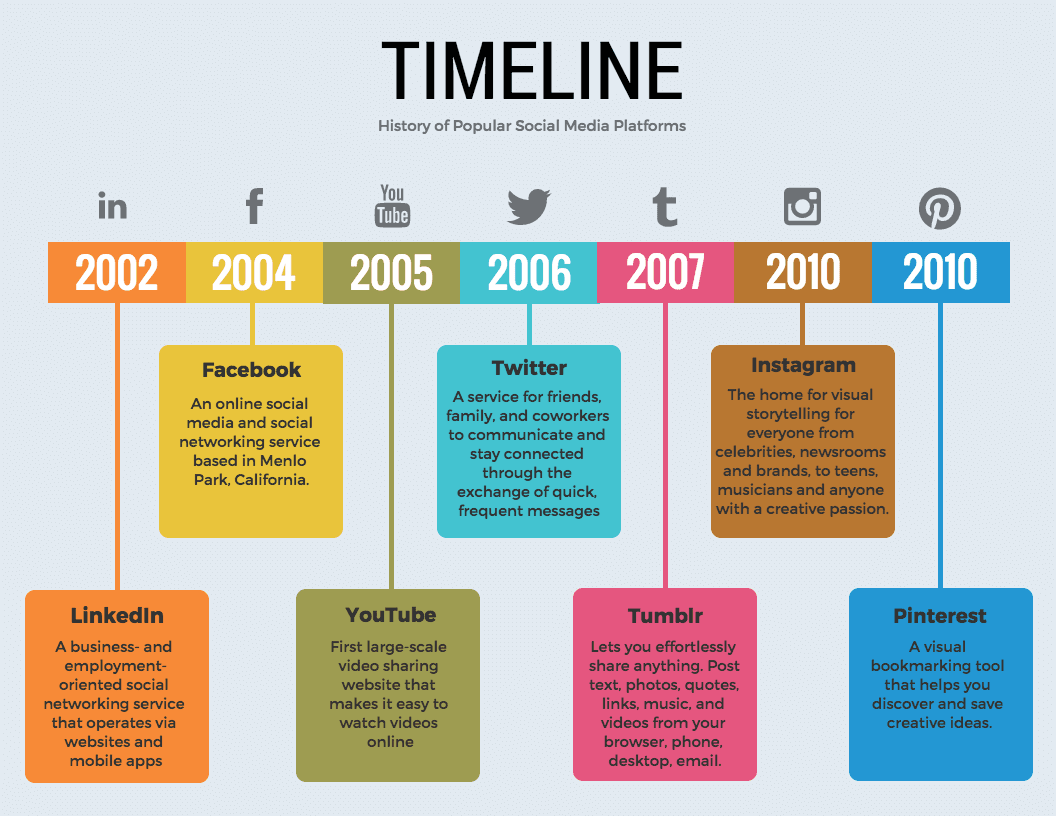 TIMELINE
History of Popular Social Media Platforms
in
f
You
Tube
t
2002
2004
2005
2006
2007
2010
2010
Facebook
An online social
media and social
networking service
based in Menlo
Park, California.
Twitter
A service for friends,
family, and coworkers
to communicate and
stay connected
through the
exchange of quick,
frequent messages
Instagram
The home for visual
storytelling for
everyone from
celebrities, newsrooms
and brands, to teens,
musicians and anyone
with a creative passion.
LinkedIn
A business- and
employment-
oriented social
networking service
that operates via
websites and
mobile apps
YouTube
First large-scale
video sharing
website that
makes it easy to
watch videos
online
Tumblr
Lets you effortlessly
share anything. Post
text, photos, quotes,
links, music, and
videos from your
browser, phone,
desktop, email.
Pinterest
A visual
bookmarking tool
that helps you
discover and save
creative ideas.